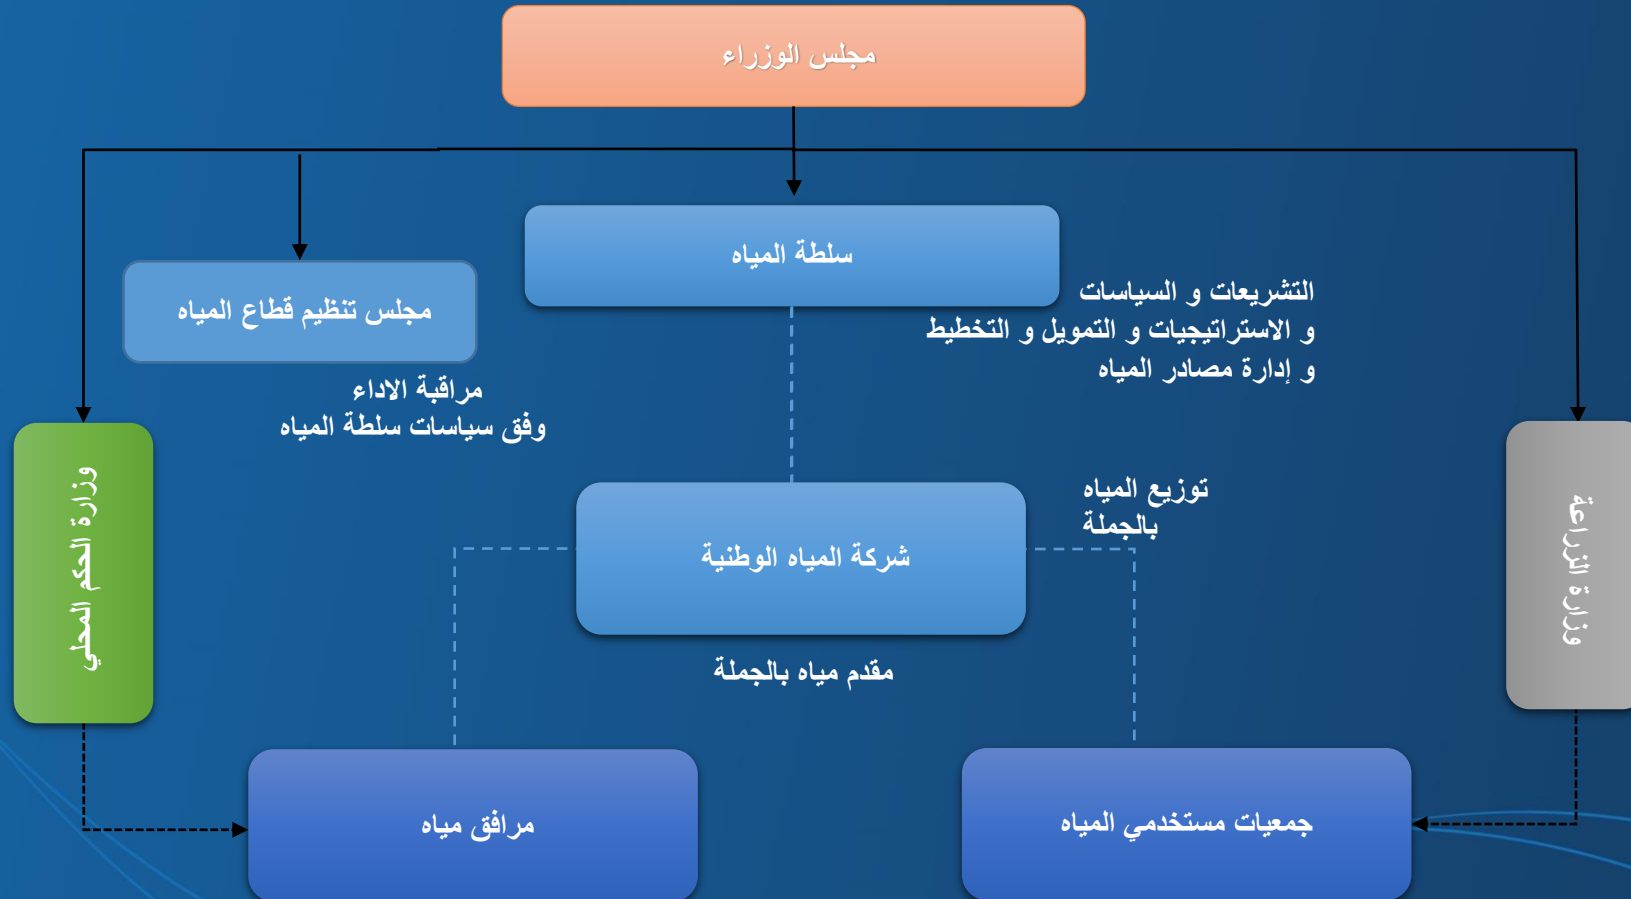 مجلس الوزراء
سلطة المياه
التشريعات و السياسات
و الاستراتيجيات و التمويل و التخطيط
و إدارة مصادر المياه
مجلس تنظيم قطاع المياه
مراقبة الاداء
وفق سياسات سلطة المياه
وزارة الزراعة
وزارة الحكم المحلي
توزيع المياه
بالجملة
شركة المياه الوطنية
مقدم مياه بالجملة
جمعيات مستخدمي المياه
مرافق مياه